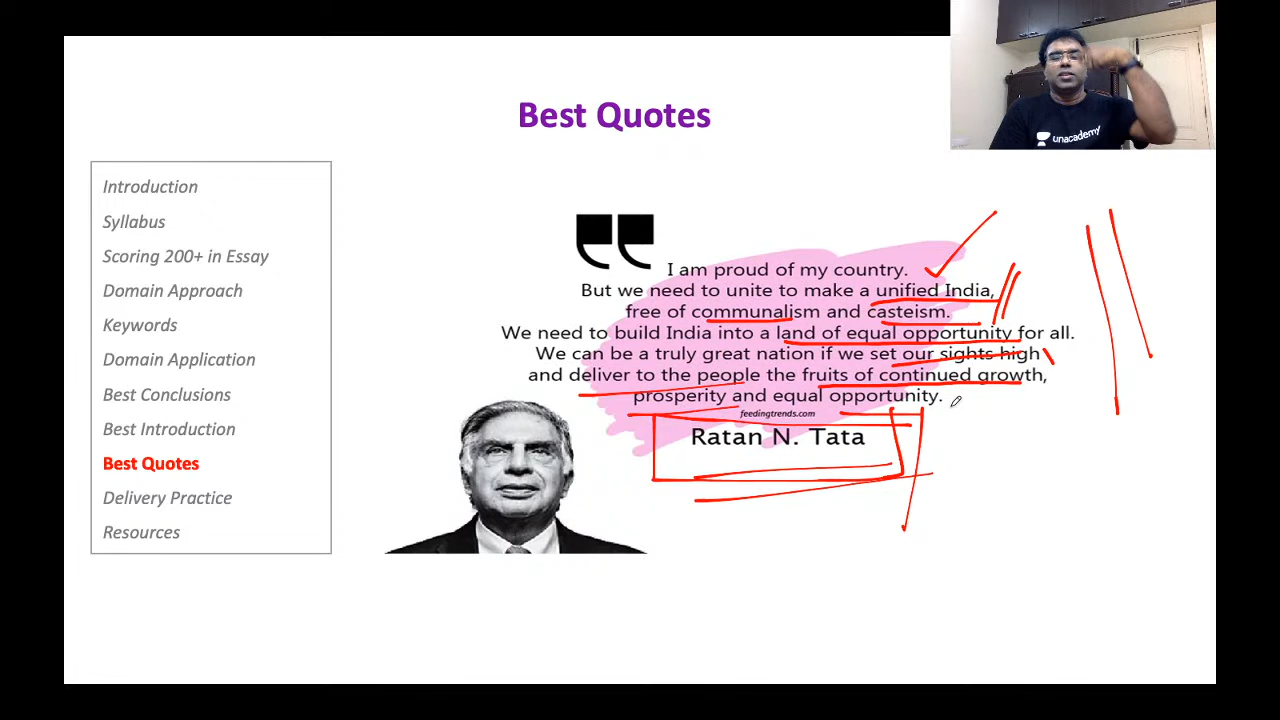 unacademy
Best Quotes
Introduction
Syllabus
Scoring 200+ in Essay
Domain Approach
Keywords
Domain Application
Best Conclusions
Best Introduction
Best Quotes
Delivery Practice
Resources
I am proud of my country.
But we need to unite to make a unified India,
free of communalism and casteism.
We need to build India into a land of equal opportunity for all.
We can be a truly great nation if we set our sights high
and deliver to the people the fruits of continued growth,
prosperity and equal opportunity.
feedingtrends.com
Ratan N. Tata